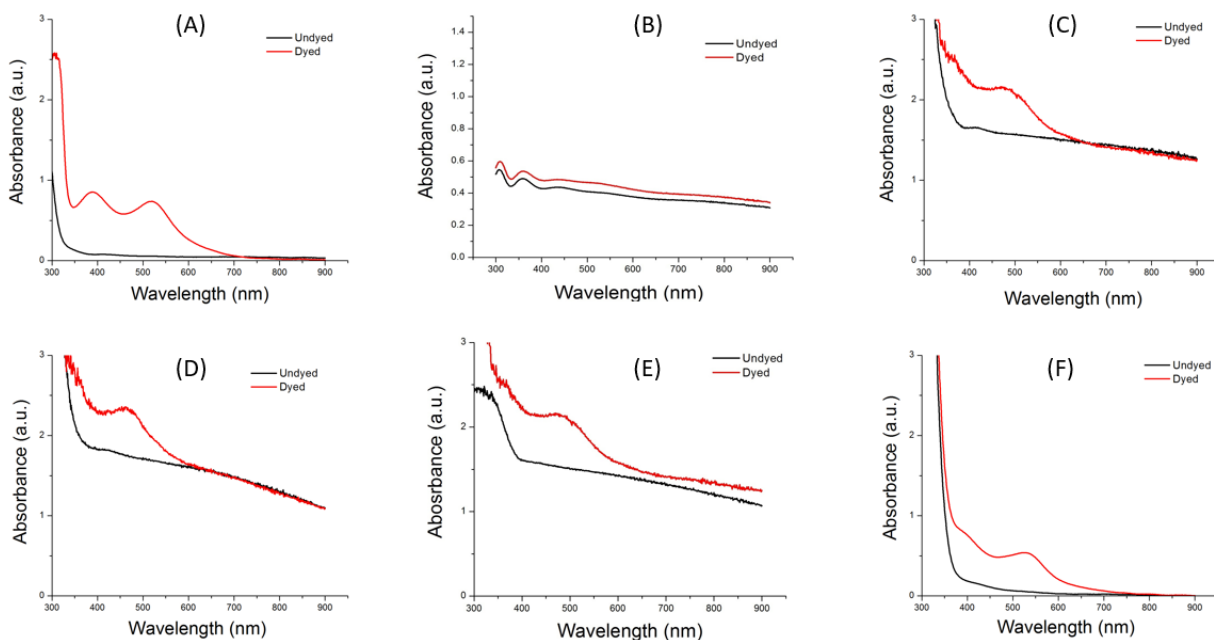 (A)
Undyed
Dyed
Absorbance (a.u.)
3
2
1
0
300 400 500 600 700 800 900
Wavelength (nm)
(B)
Undyed
Dyed
Absorbance (a.u.)
1.4
1.2
1.0
0.8
0.6
0.4
0.2
0.0
300 400 500 600 700 800 900
Wavelength (nm)
(C)
Undyed
Dyed
Absorbance (a.u.)
3
2
1
0
300 400 500 600 700 800 900
Wavelength (nm)
(D)
Undyed
Dyed
Absorbance (a.u.)
3
2
1
0
300 400 500 600 700 800 900
Wavelength (nm)
(E)
Undyed
Dyed
Abosrbance (a.u.)
3
2
1
0
300 400 500 600 700 800 900
Wavelength (nm)
(F)
Undyed
Dyed
Absorbance (a.u.)
3
2
1
0
300 400 500 600 700 800 900
Wavelength (nm)